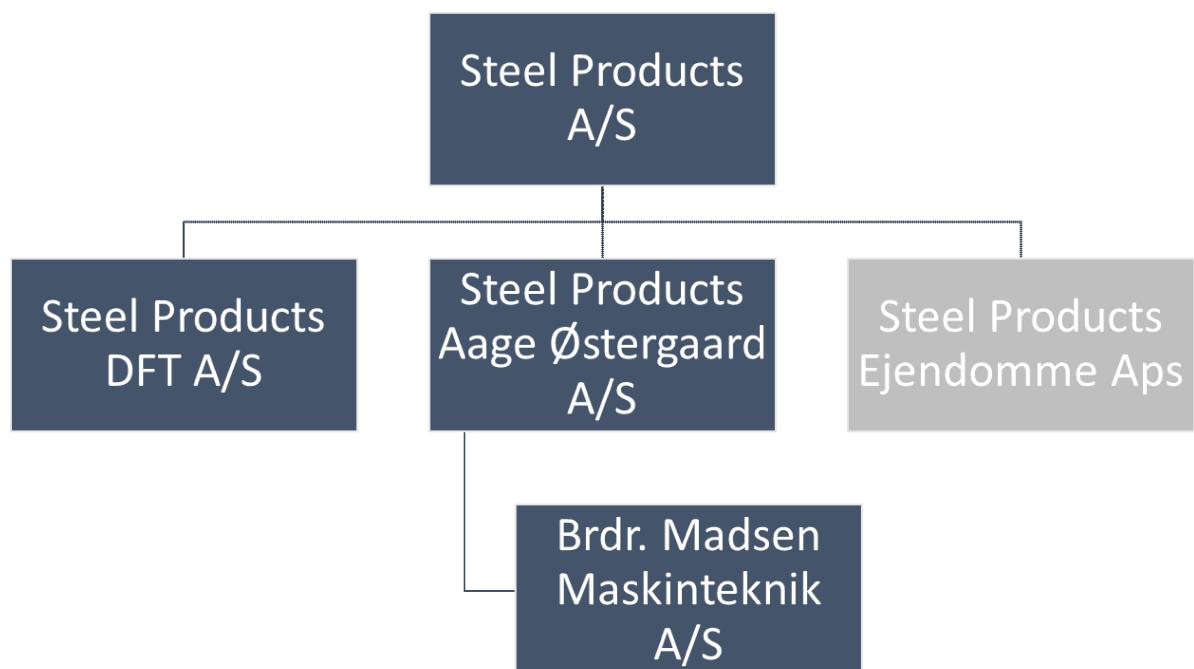 Steel Products
A/S
Steel Products
DFT A/S
Steel Products
Aage Østergaard
A/S
Steel Products
Ejendomme Aps
Brdr. Madsen
Maskinteknik
A/S